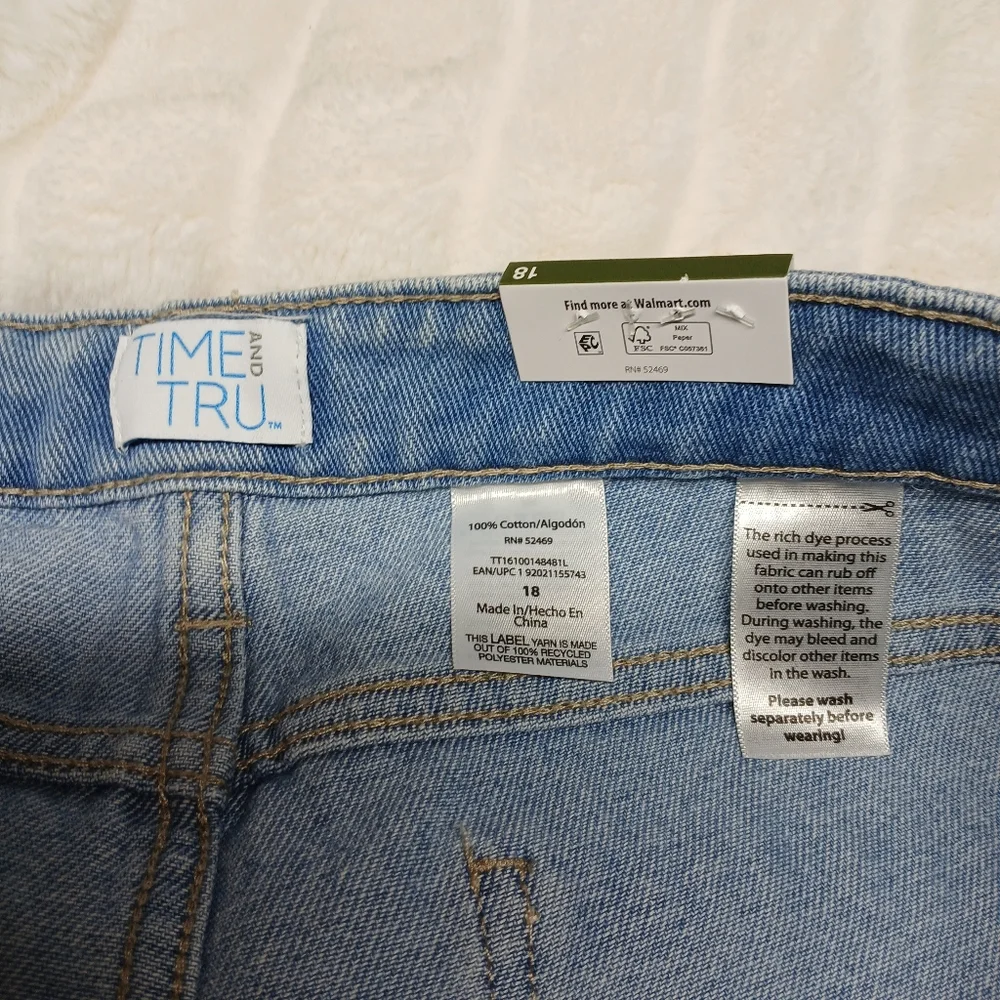 TIME AND
TRU™
18
Find more at Walmart.com
FSC
MIX
Paper
FSC® C057361
RN# 52469
100% Cotton/Algodón
RN# 52469
TT16100148481L
EAN/UPC 1 92021155743
18
Made In/Hecho En
China
THIS LABEL YARN IS MADE
OUT OF 100% RECYCLED
POLYESTER MATERIALS
The rich dye process
used in making this
fabric can rub off
onto other items
before washing.
During washing, the
dye may bleed and
discolor other items
in the wash.
Please wash
separately before
wearing!